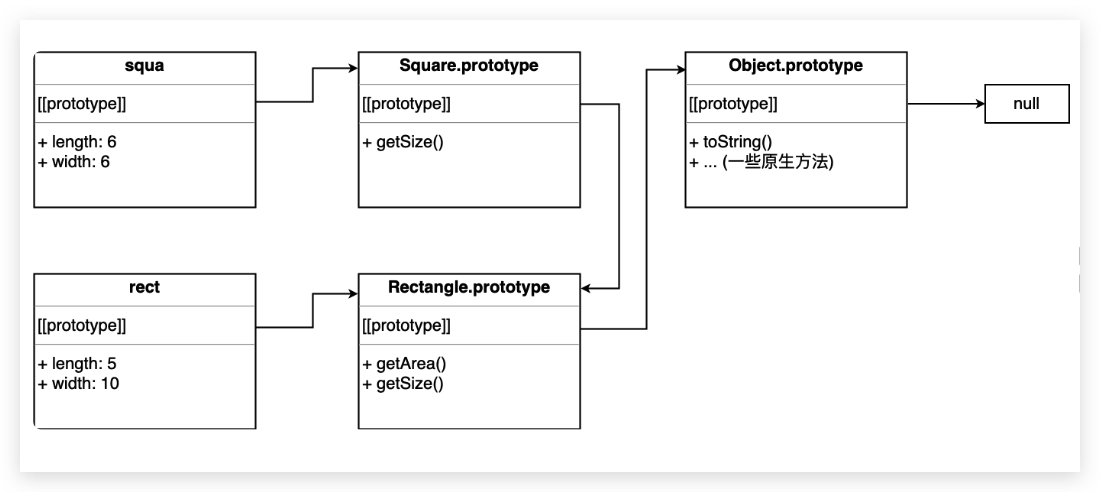 squa
[[prototype]]
+ length: 6
+ width: 6
Square.prototype
[[prototype]]
+ getSize()
Object.prototype
[[prototype]]
+ toString()
+ ... (一些原生方法)
null
rect
[[prototype]]
+ length: 5
+ width: 10
Rectangle.prototype
[[prototype]]
+ getArea()
+ getSize()